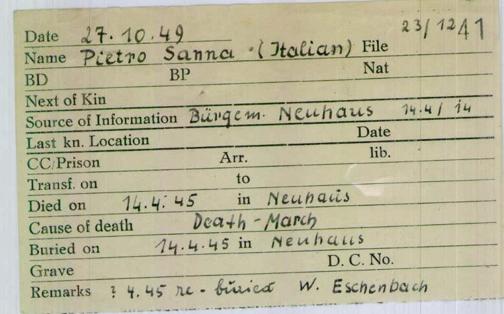 Date 27.10.49 23/1241
Name Pietro Sanna (Italian) File
BD BP Nat
Next of Kin
Source of Information Bürgem. Neuhaus 14.4/14
Last kn. Location Date
CC/Prison Arr. lib.
Transf. on to
Died on 14.4.45 in Neuhaus
Cause of death Death-March
Buried on 14.4.45 in Neuhaus
Grave D. C. No.
Remarks ? 4.45 re-buried W. Eschenbach